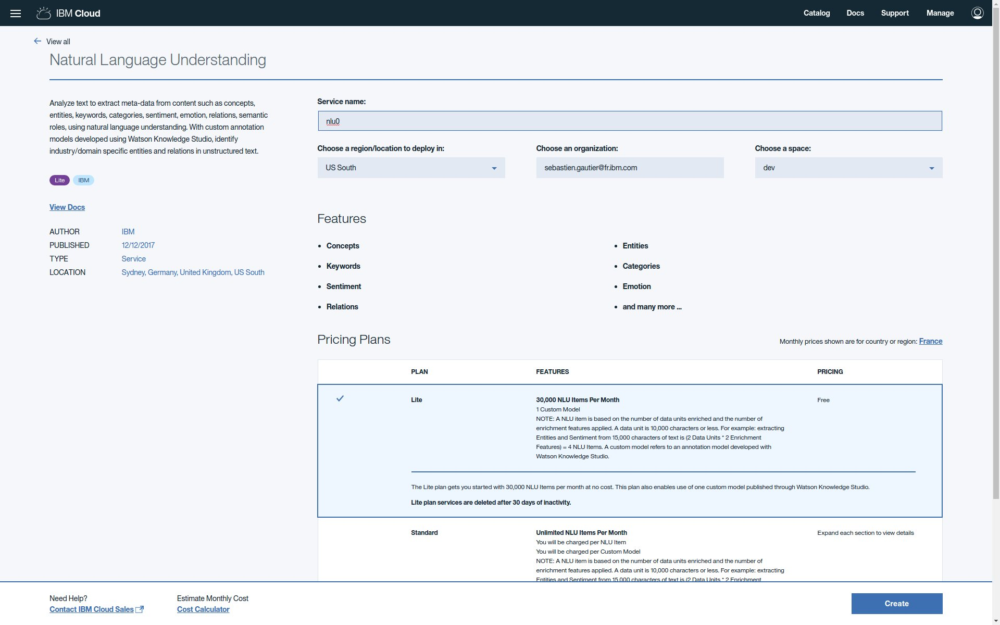 IBM Cloud
Catalog Docs Support Manage
View all
Natural Language Understanding
Analyze text to extract meta-data from content such as concepts,
entities, keywords, categories, sentiment, emotion, relations, semantic
roles, using natural language understanding. With custom annotation
models developed using Watson Knowledge Studio, identify
industry/domain specific entities and relations in unstructured text.
Lite IBM
View Docs
AUTHOR IBM
PUBLISHED 12/12/2017
TYPE Service
LOCATION Sydney, Germany, United Kingdom, US South
Service name:
nlu0
Choose a region/location to deploy in: Choose an organization: Choose a space:
US South sebastien.gautier@fr.ibm.com dev
Features
• Concepts • Entities
• Keywords • Categories
• Sentiment • Emotion
• Relations • and many more ...
Pricing Plans Monthly prices shown are for country or region: France
PLAN FEATURES PRICING
Lite 30,000 NLU Items Per Month Free
1 Custom Model
NOTE: A NLU item is based on the number of data units enriched and the number of
enrichment features applied. A data unit is 10,000 characters or less. For example: extracting
Entities and Sentiment from 15,000 characters of text is (2 Data Units * 2 Enrichment
Features) = 4 NLU Items. A custom model refers to an annotation model developed with
Watson Knowledge Studio.
The Lite plan gets you started with 30,000 NLU Items per month at no cost. This plan also enables use of one custom model published through Watson Knowledge Studio.
Lite plan services are deleted after 30 days of inactivity.
Standard Unlimited NLU Items Per Month Expand each section to view details
You will be charged per NLU Item
You will be charged per Custom Model
NOTE: A NLU item is based on the number of data units enriched and the number of
enrichment features applied. A data unit is 10,000 characters or less. For example: extracting
Entities and Sentiment from 15,000 characters of text is (2 Data Units * 2 Enrichment
Need Help? Estimate Monthly Cost
Contact IBM Cloud Sales Cost Calculator
Create